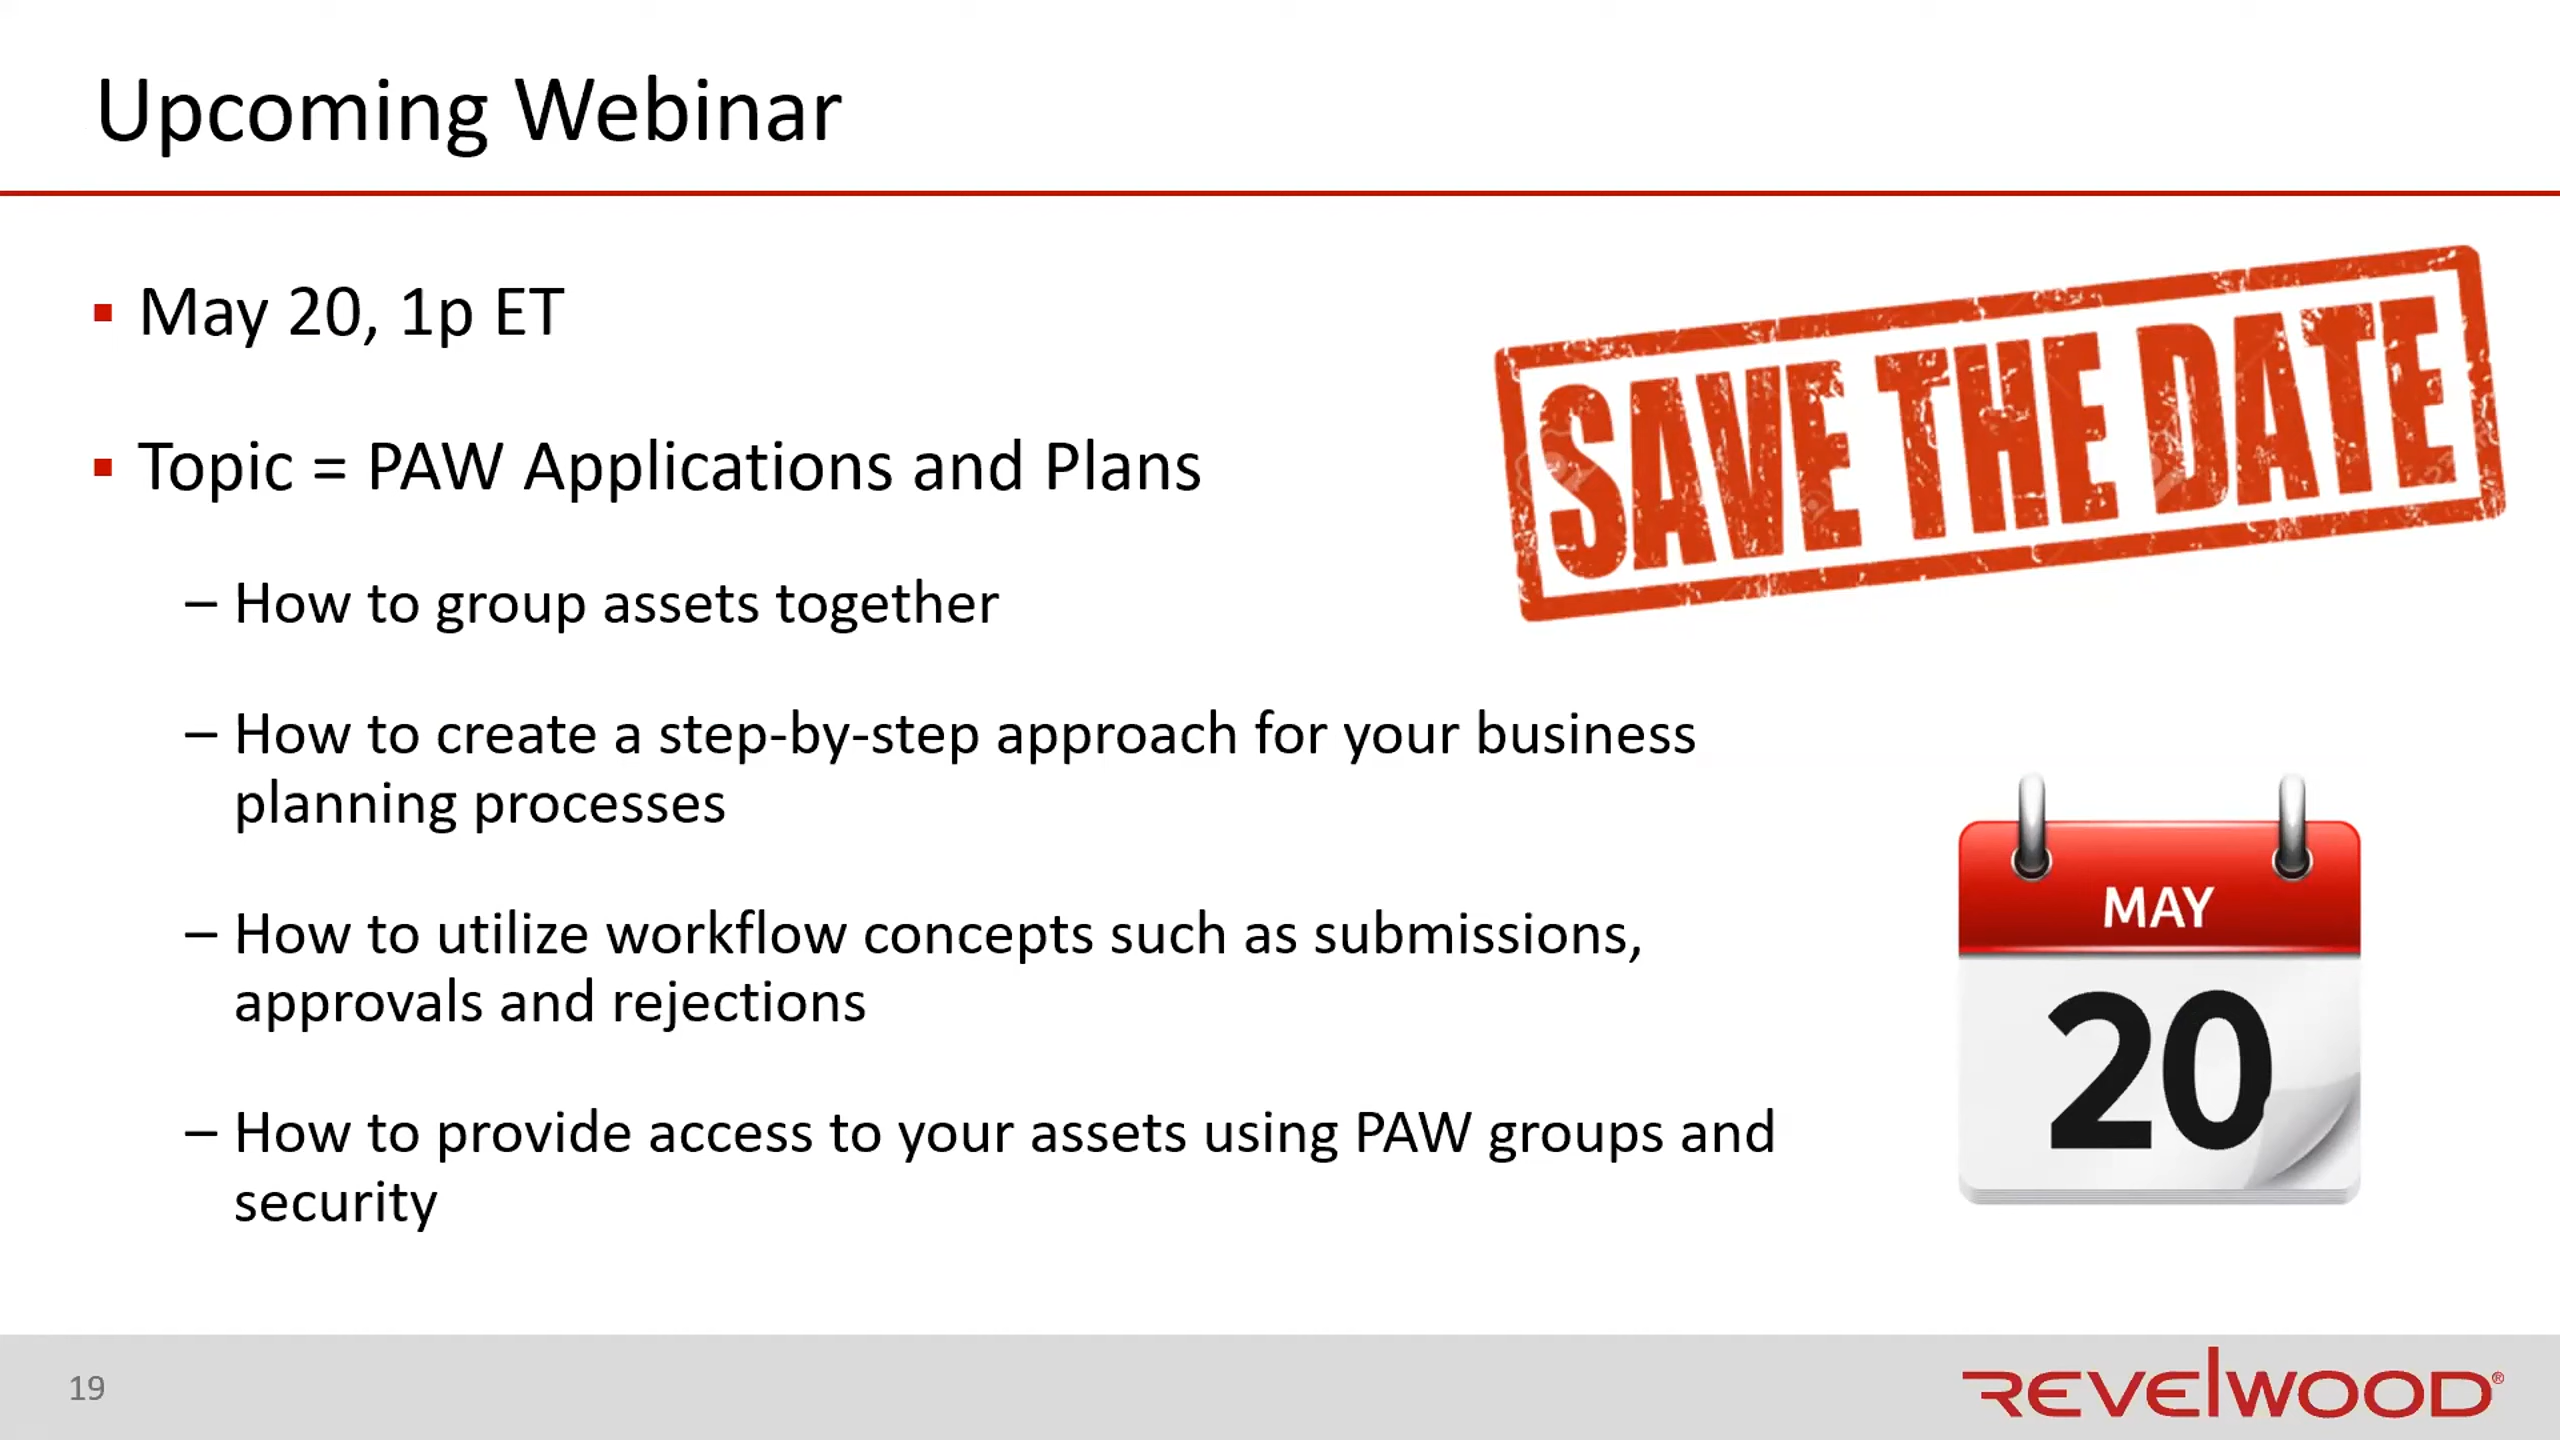 Upcoming Webinar
▪ May 20, 1p ET
▪ Topic = PAW Applications and Plans
– How to group assets together
– How to create a step-by-step approach for your business
planning processes
– How to utilize workflow concepts such as submissions,
approvals and rejections
– How to provide access to your assets using PAW groups and
security
SAVE THE DATE
MAY
20
19
REVELWOOD®